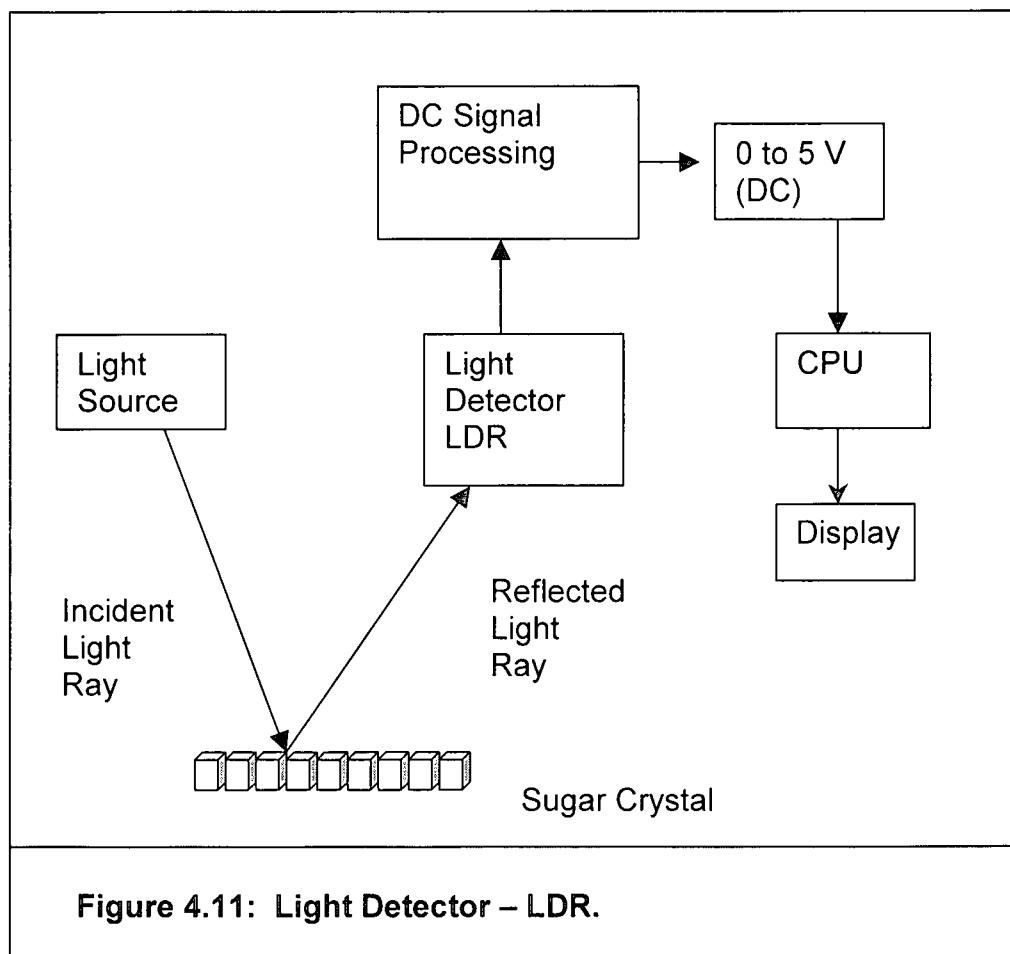 DC Signal
Processing
0 to 5 V
(DC)
Light
Source
Light
Detector
LDR
CPU
Display
Incident
Light
Ray
Reflected
Light
Ray
Sugar Crystal
Figure 4.11: Light Detector – LDR.